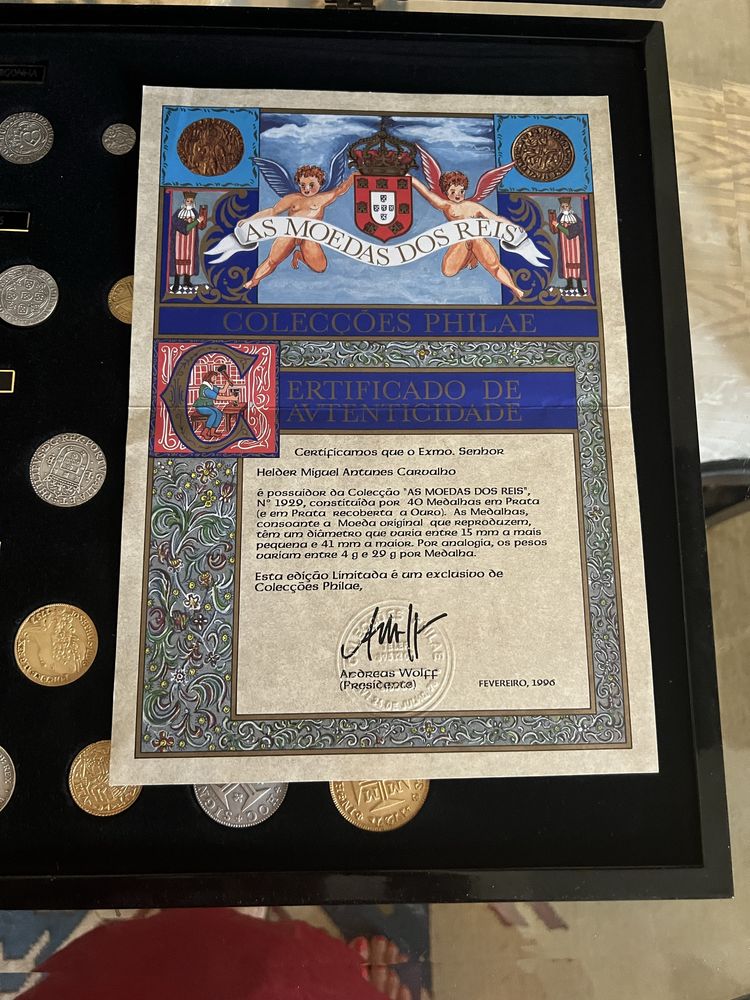 AS MOEDAS DOS REIS
COLECÇÕES PHILAE
CERTIFICADO DE
AVTENTICIDADE
Certificamos que o Exmo. Senhor
Helder Miguel Antunes Carvalho
é possuidor da Colecção "AS MOEDAS DOS REIS",
Nº 1929, constituída por 40 Medalhas em Prata
(e em Prata recoberta a Ouro). As Medalhas,
consoante a Moeda original que reproduzem,
têm um diâmetro que varia entre 15 mm a mais
pequena e 41 mm a maior. Por analogia, os pesos
variam entre 4 g e 29 g por Medalha.
Esta edição Limitada é um exclusivo de
Colecções Philae,
Andreas Wolff
(Presidente)
FEVEREIRO, 1996